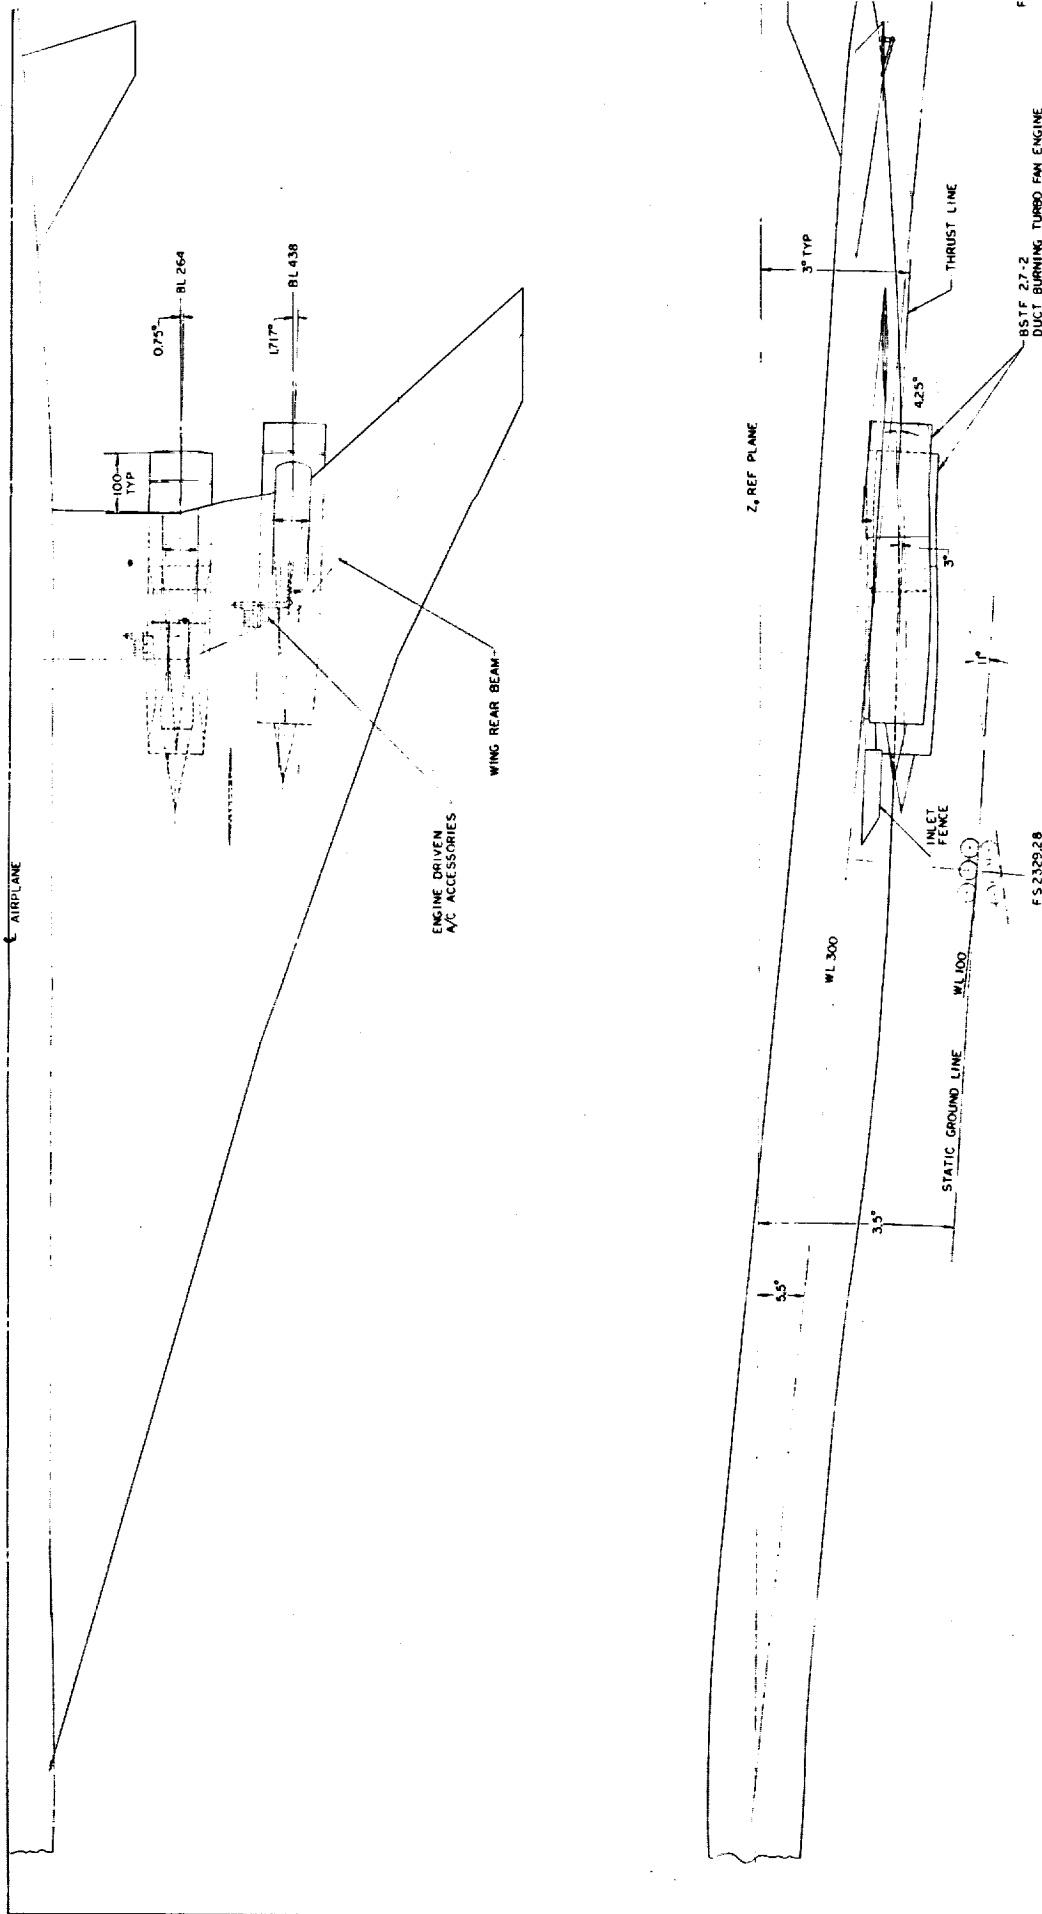 ℄ AIRPLANE
0.75°
BL 264
1.717°
BL 438
100
TYP
WING REAR BEAM
ENGINE DRIVEN
A/C ACCESSORIES
Z₀ REF PLANE
3° TYP
THRUST LINE
BSTF 2.7-2
DUCT BURNING TURBO FAN ENGINE
4.25°
3°
11°
INLET
FENCE
FS 2329.28
WL 300
WL 100
STATIC GROUND LINE
3.5°
5.5°
F